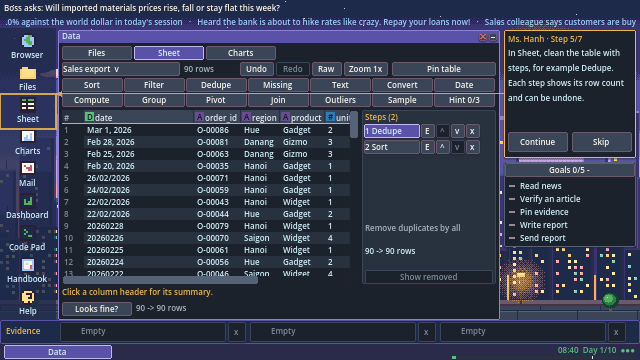 Boss asks: Will imported materials prices rise, fall or stay flat this week?
.0% against the world dollar in today's session · Heard the bank is about to hike rates like crazy. Repay your loans now! · Sales colleague says customers are buy
Browser
Files
Sheet
Charts
Mail
Dashboard
Code Pad
Handbook
Help
Data
Files Sheet Charts
Sales export v 90 rows Undo Redo Raw Zoom 1x Pin table
Sort Filter Dedupe Missing Text Convert Date
Compute Group Pivot Join Outliers Sample Hint 0/3
# D date A order_id A region A product # unit
1 Mar 1, 2026 O-00086 Hue Gadget 2
2 Feb 28, 2026 O-00081 Danang Gizmo 3
3 Feb 26, 2026 O-00074 Danang Gizmo 3
4 Feb 20, 2026 O-00035 Hanoi Gadget 1
5 26/02/2026 O-00071 Hanoi Gadget 1
6 24/02/2026 O-00059 Hanoi Widget 1
7 22/02/2026 O-00043 Hanoi Widget 1
8 22/02/2026 O-00044 Hue Widget 2
9 20260228 O-00079 Hanoi Widget 1
10 20260226 O-00070 Saigon Widget 4
11 20260225 O-00061 Hanoi Widget 1
12 20260224 O-00056 Hue Gadget 2
13 20260222 O-00046 Saigon Widget 4
Click a column header for its summary.
Looks fine? 90 -> 90 rows
Steps (2)
1 Dedupe E ^ v x
2 Sort E ^ v x
Remove duplicates by all
90 -> 90 rows
Show removed
Ms. Hanh · Step 5/7
In Sheet, clean the table with
steps, for example Dedupe.
Each step shows its row count
and can be undone.
Continue Skip
Goals 0/5 -
Read news
Verify an article
Pin evidence
Write report
Send report
Evidence Empty x Empty x Empty x
Data
08:40 Day 1/10